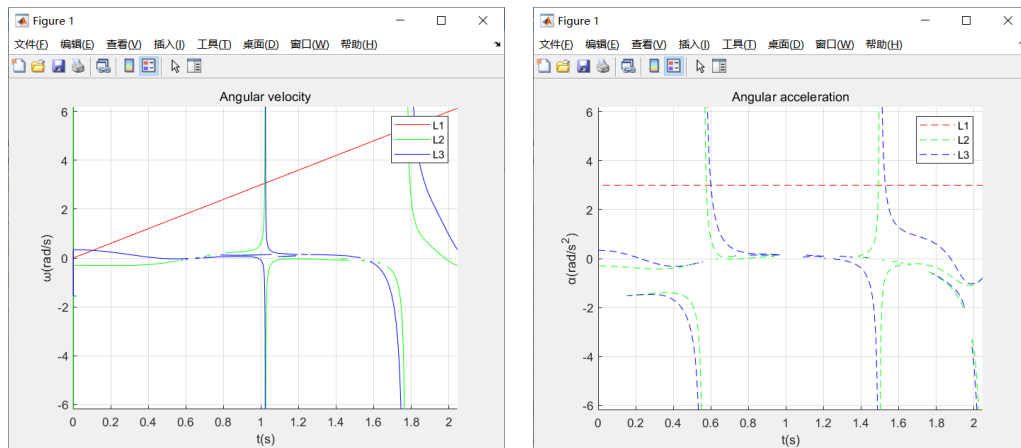 Figure 1
文件(F) 编辑(E) 查看(V) 插入(I) 工具(T) 桌面(D) 窗口(W) 帮助(H)
Angular velocity
6
4
2
0
-2
-4
-6
ω(rad/s)
L1
L2
L3
0 0.2 0.4 0.6 0.8 1 1.2 1.4 1.6 1.8 2
t(s)
Figure 1
文件(F) 编辑(E) 查看(V) 插入(I) 工具(T) 桌面(D) 窗口(W) 帮助(H)
Angular acceleration
6
4
2
0
-2
-4
-6
α(rad/s²)
L1
L2
L3
0 0.2 0.4 0.6 0.8 1 1.2 1.4 1.6 1.8 2
t(s)